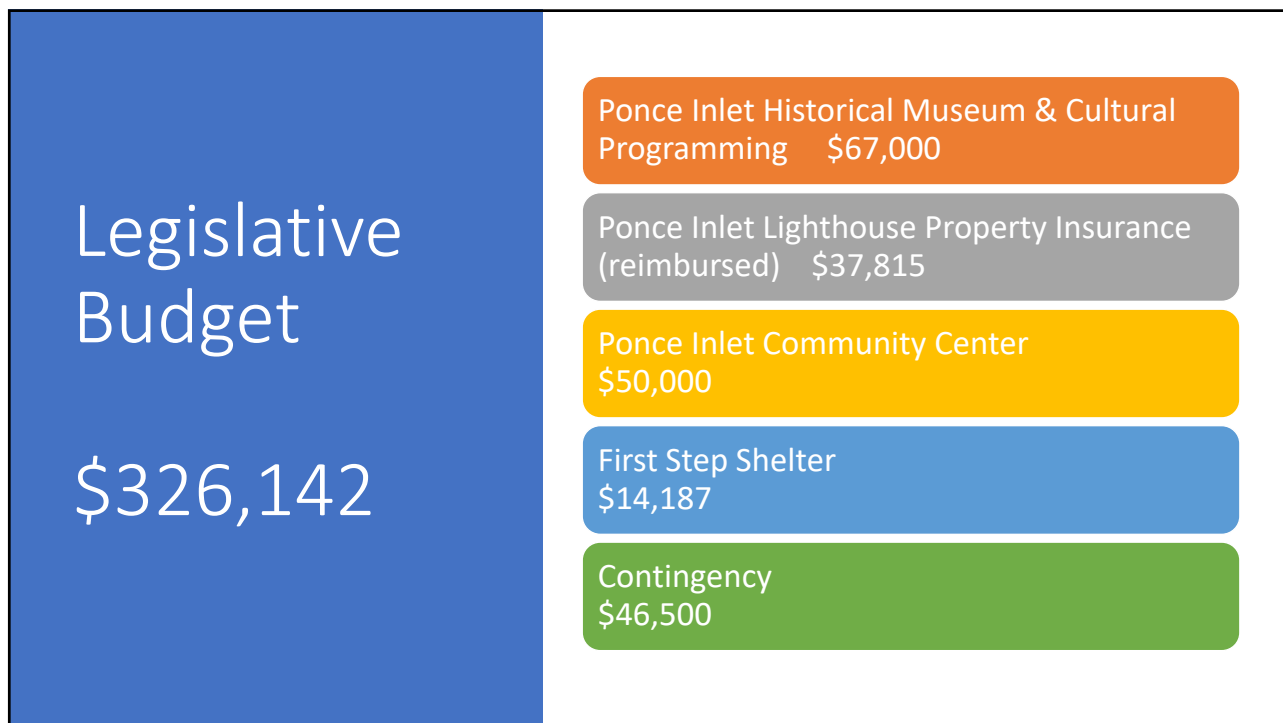 Legislative
Budget
$326,142
Ponce Inlet Historical Museum & Cultural
Programming $67,000
Ponce Inlet Lighthouse Property Insurance
(reimbursed) $37,815
Ponce Inlet Community Center
$50,000
First Step Shelter
$14,187
Contingency
$46,500